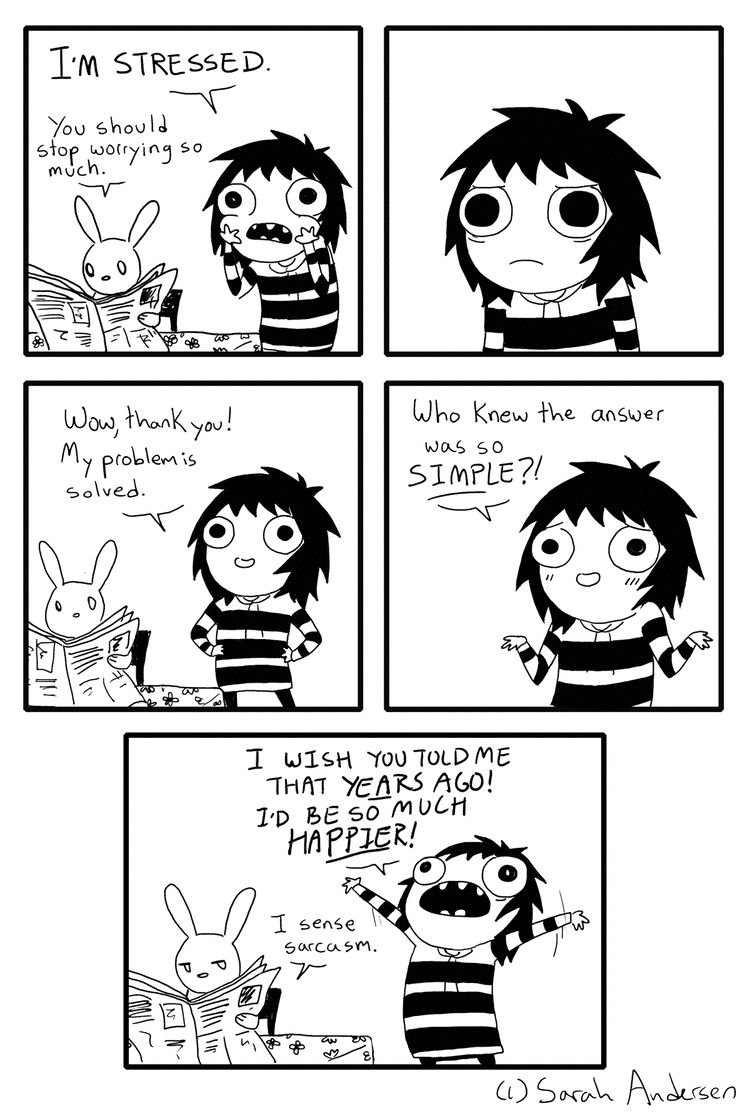 I'M STRESSED.
You should
stop worrying so
much.
Wow, thank you!
My problem is
solved.
Who knew the answer
was so
SIMPLE?!
I WISH YOU TOLD ME
THAT YEARS AGO!
I'D BE SO MUCH
HAPPIER!
I sense
sarcasm.
(c) Sarah Andersen